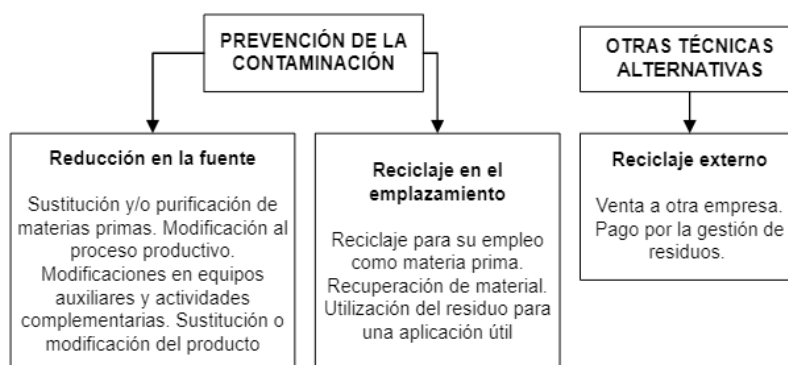 PREVENCIÓN DE LA
CONTAMINACIÓN
OTRAS TÉCNICAS
ALTERNATIVAS
Reducción en la fuente
Sustitución y/o purificación de
materias primas. Modificación al
proceso productivo.
Modificaciones en equipos
auxiliares y actividades
complementarias. Sustitución o
modificación del producto
Reciclaje en el
emplazamiento
Reciclaje para su empleo
como materia prima.
Recuperación de material.
Utilización del residuo para
una aplicación útil
Reciclaje externo
Venta a otra empresa.
Pago por la gestión de
residuos.